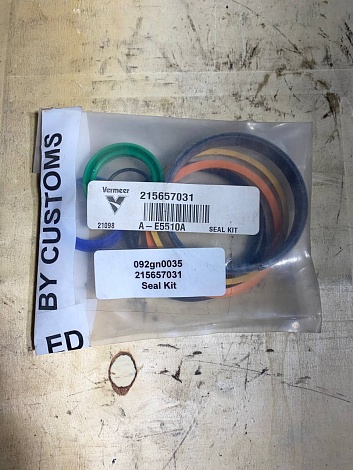 BY CUSTOMS
ED
Vermeer
215657031
21098
A-E5510A
SEAL KIT
092gn0035
215657031
Seal Kit